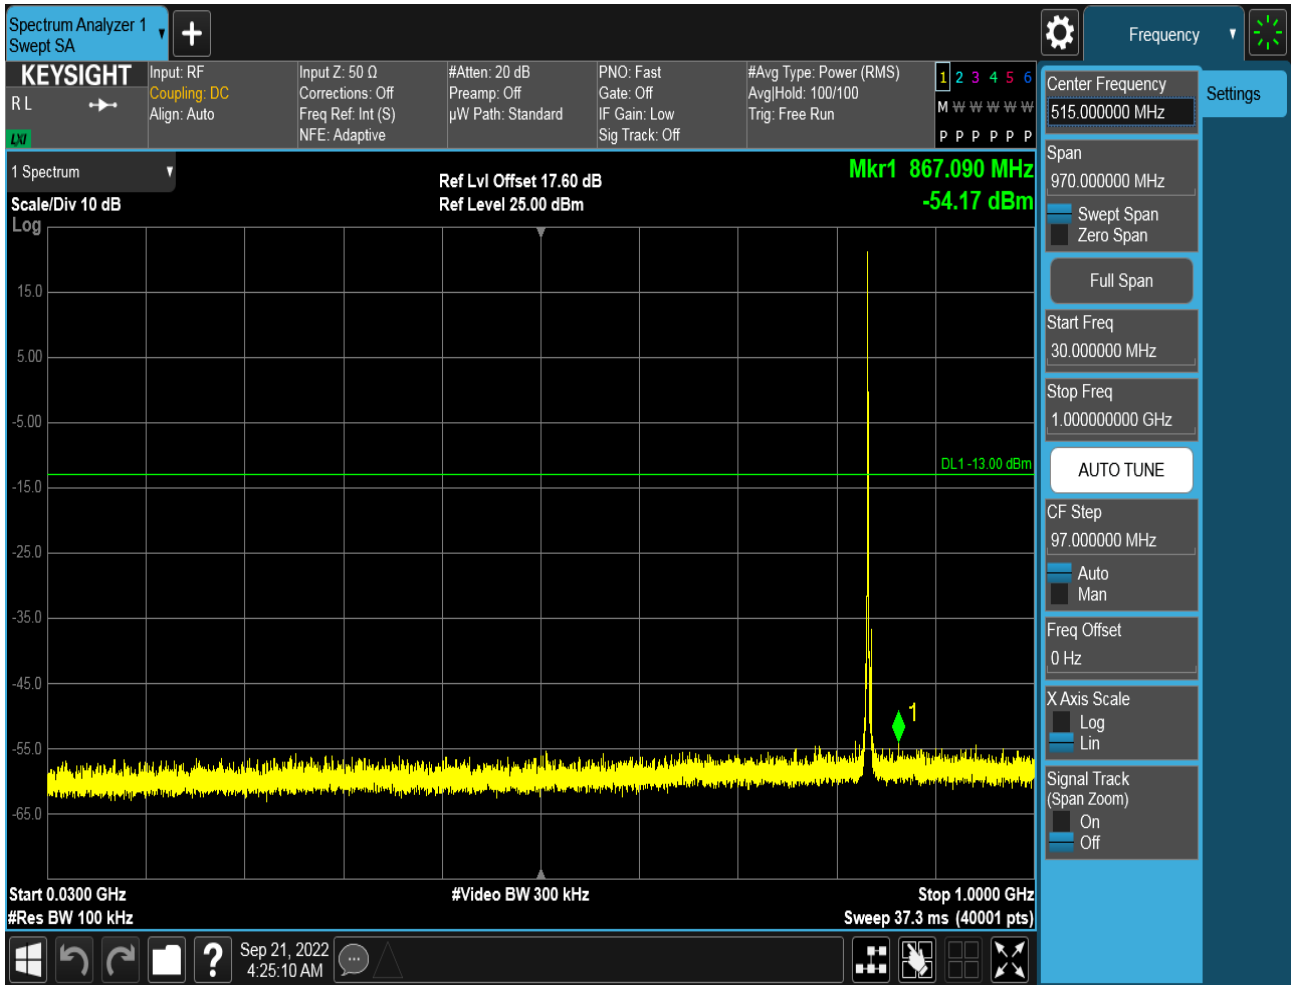 Spectrum Analyzer 1
Swept SA
Frequency
KEYSIGHT
R L
LXI
Input: RF
Coupling: DC
Align: Auto
Input Z: 50 Ω
Corrections: Off
Freq Ref: Int (S)
NFE: Adaptive
#Atten: 20 dB
Preamp: Off
µW Path: Standard
PNO: Fast
Gate: Off
IF Gain: Low
Sig Track: Off
#Avg Type: Power (RMS)
Avg|Hold: 100/100
Trig: Free Run
1 2 3 4 5 6
M W W W W W
P P P P P P
1 Spectrum
Scale/Div 10 dB
Log
Ref Lvl Offset 17.60 dB
Ref Level 25.00 dBm
Mkr1 867.090 MHz
-54.17 dBm
15.0
5.00
-5.00
-15.0
-25.0
-35.0
-45.0
-55.0
-65.0
DL1 -13.00 dBm
1
Start 0.0300 GHz
#Res BW 100 kHz
#Video BW 300 kHz
Stop 1.0000 GHz
Sweep 37.3 ms (40001 pts)
Center Frequency
515.000000 MHz
Settings
Span
970.000000 MHz
Swept Span
Zero Span
Full Span
Start Freq
30.000000 MHz
Stop Freq
1.000000000 GHz
AUTO TUNE
CF Step
97.000000 MHz
Auto
Man
Freq Offset
0 Hz
X Axis Scale
Log
Lin
Signal Track
(Span Zoom)
On
Off
?
Sep 21, 2022
4:25:10 AM